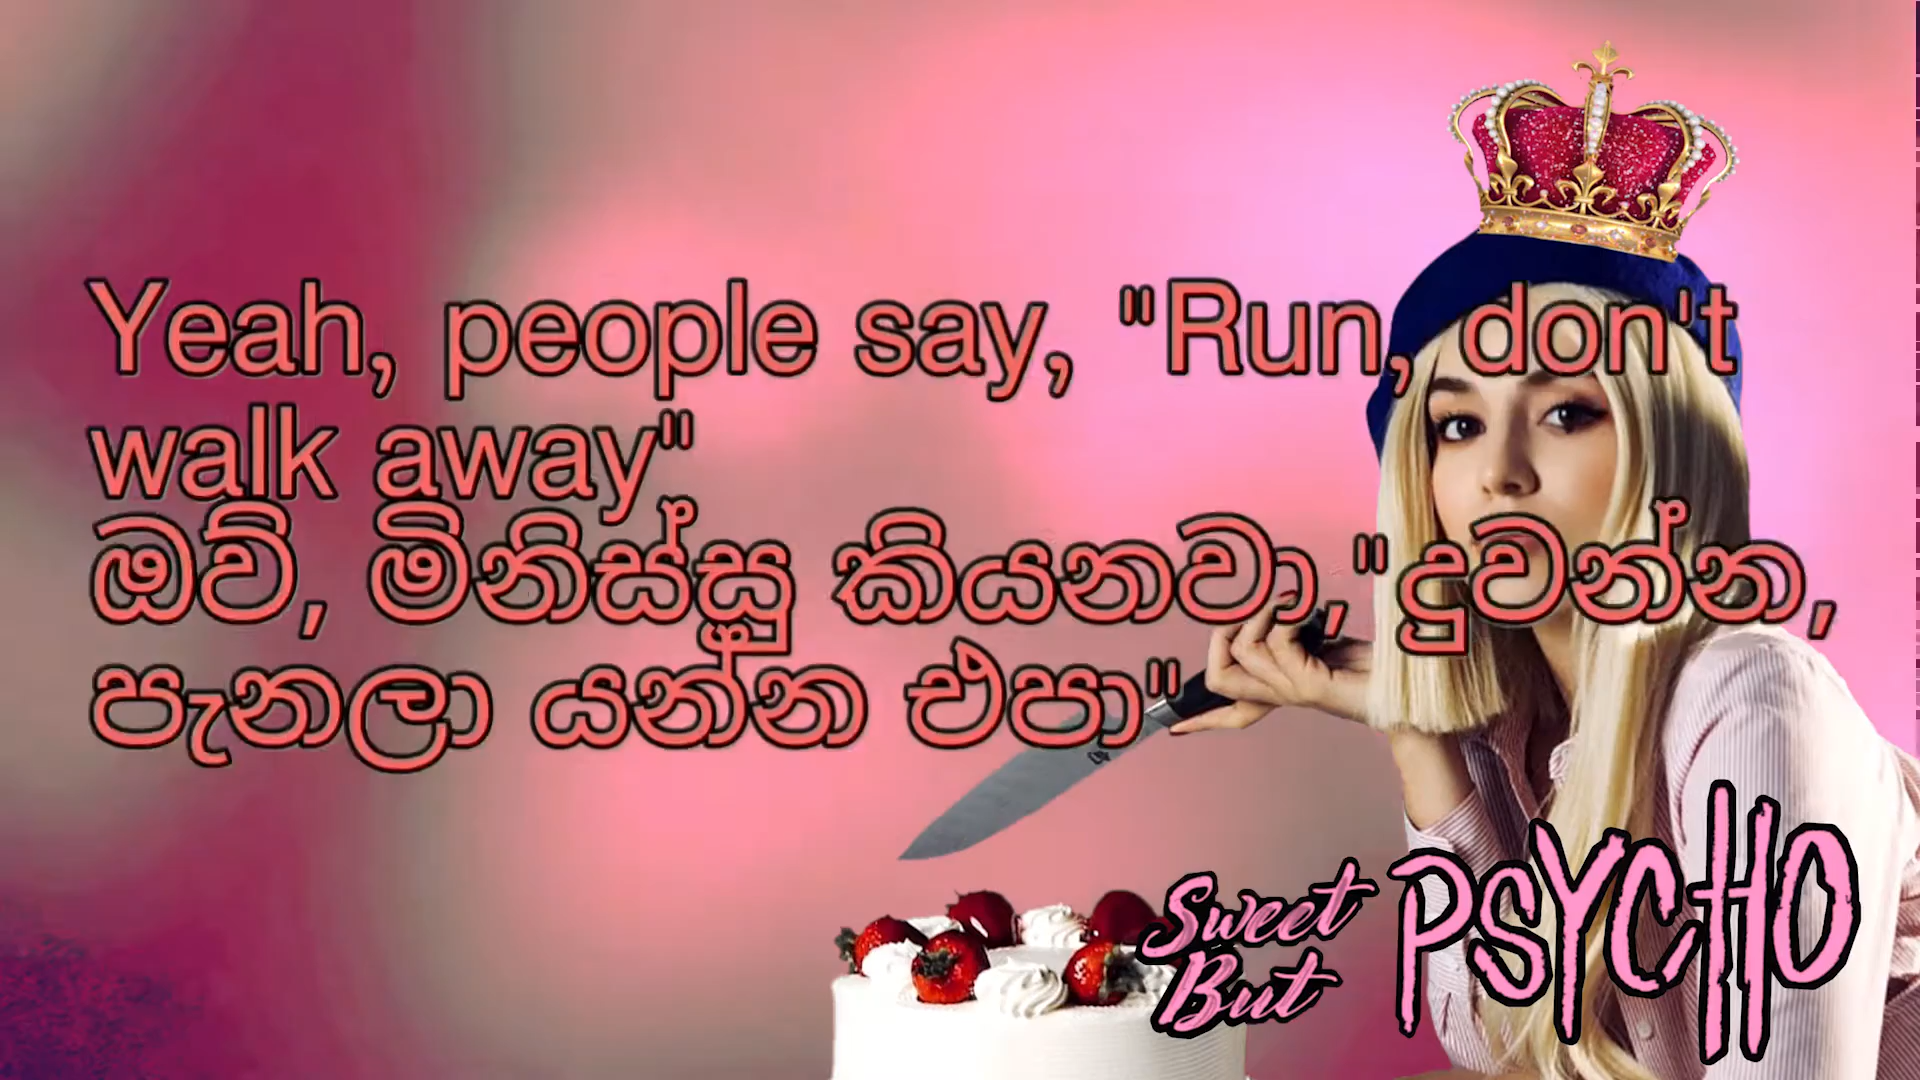 Yeah, people say, "Run, don't
walk away"
ඔව්, මිනිස්සු කියනවා,"දුවන්න,
පැනලා යන්න එපා"
Sweet
But
PSYCHO